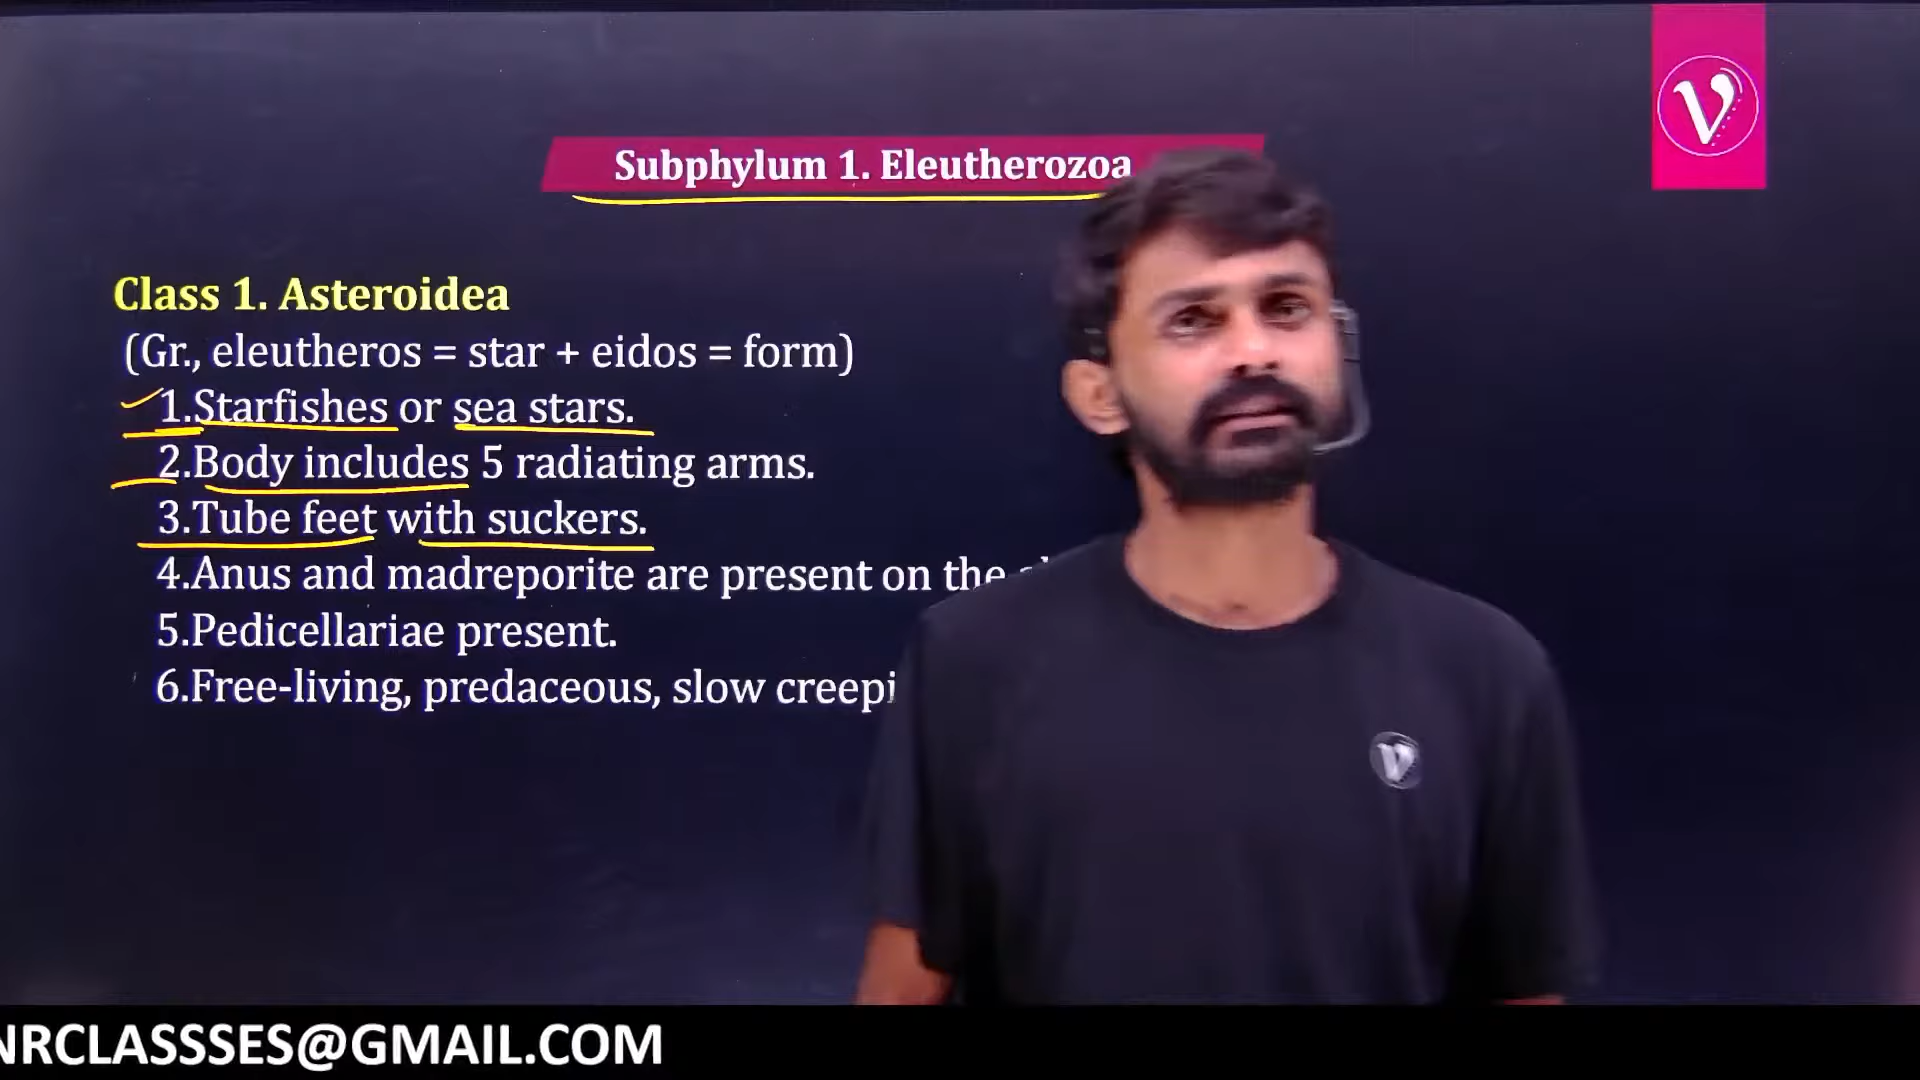 Subphylum 1. Eleutherozoa
Class 1. Asteroidea
(Gr., eleutheros = star + eidos = form)
1.Starfishes or sea stars.
2.Body includes 5 radiating arms.
3.Tube feet with suckers.
4.Anus and madreporite are present on the
5.Pedicellariae present.
6.Free-living, predaceous, slow creepi
NRCLASSSES@GMAIL.COM
V
V